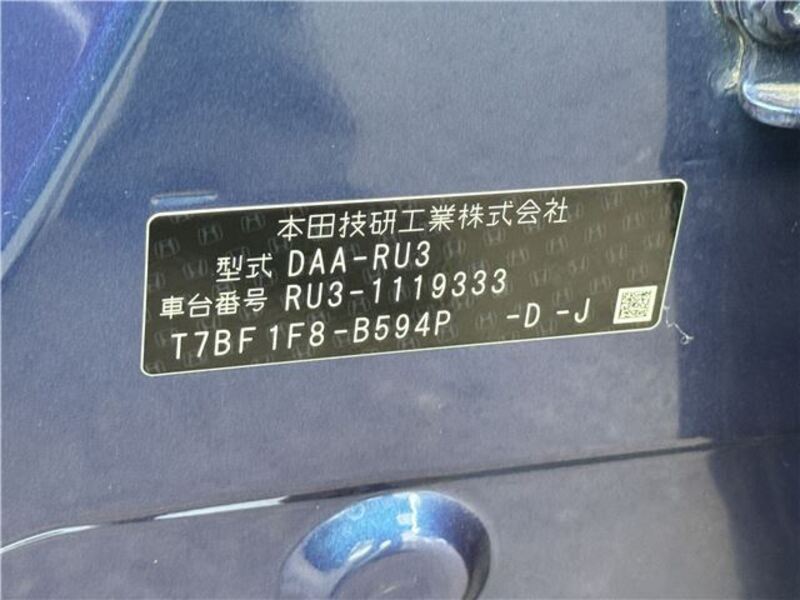 本田技研工業株式会社
型式 DAA-RU3
車台番号 RU3-1119333
T7BF1F8-B594P -D -J